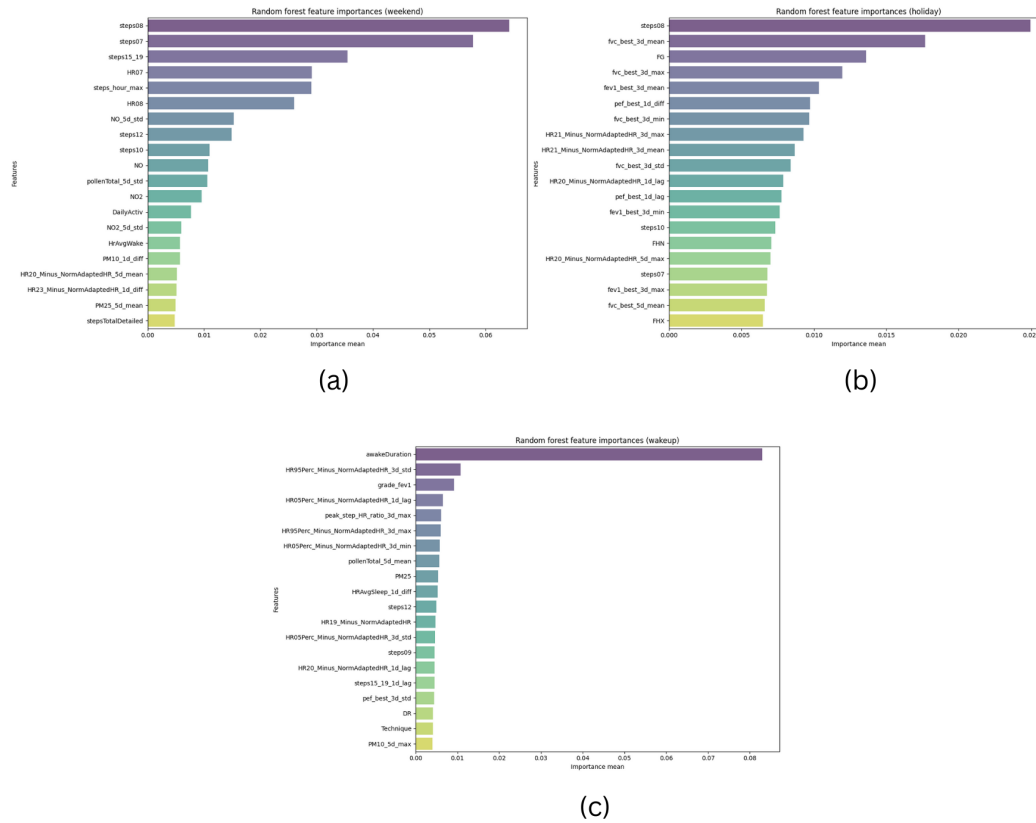 Random forest feature importances (weekend)
steps08
steps07
steps15_19
HR07
steps_hour_max
HR08
NO_5d_std
steps12
steps10
NO
pollenTotal_5d_std
NO2
DailyActiv
NO2_5d_std
HrAvgWake
PM10_1d_diff
HR20_Minus_NormAdaptedHR_5d_mean
HR23_Minus_NormAdaptedHR_1d_diff
PM25_5d_mean
stepsTotalDetailed
Features
0.00 0.01 0.02 0.03 0.04 0.05 0.06
Importance mean
(a)
Random forest feature importances (holiday)
steps08
fvc_best_3d_mean
FG
fvc_best_3d_max
fev1_best_3d_mean
pef_best_1d_diff
fvc_best_3d_min
HR21_Minus_NormAdaptedHR_3d_max
HR21_Minus_NormAdaptedHR_3d_mean
fvc_best_3d_std
HR20_Minus_NormAdaptedHR_1d_lag
pef_best_1d_lag
fev1_best_3d_min
steps10
FHN
HR20_Minus_NormAdaptedHR_5d_max
steps07
fev1_best_3d_max
fvc_best_5d_mean
FHX
Features
0.000 0.005 0.010 0.015 0.020 0.025
Importance mean
(b)
Random forest feature importances (wakeup)
awakeDuration
HR95Perc_Minus_NormAdaptedHR_3d_std
grade_fev1
HR05Perc_Minus_NormAdaptedHR_1d_lag
peak_step_HR_ratio_3d_max
HR95Perc_Minus_NormAdaptedHR_3d_max
HR05Perc_Minus_NormAdaptedHR_3d_min
pollenTotal_5d_mean
PM25
HRAvgSleep_1d_diff
steps12
HR19_Minus_NormAdaptedHR
HR05Perc_Minus_NormAdaptedHR_3d_std
steps09
HR20_Minus_NormAdaptedHR_1d_lag
steps15_19_1d_lag
pef_best_3d_std
DR
Technique
PM10_5d_max
Features
0.00 0.01 0.02 0.03 0.04 0.05 0.06 0.07 0.08
Importance mean
(c)